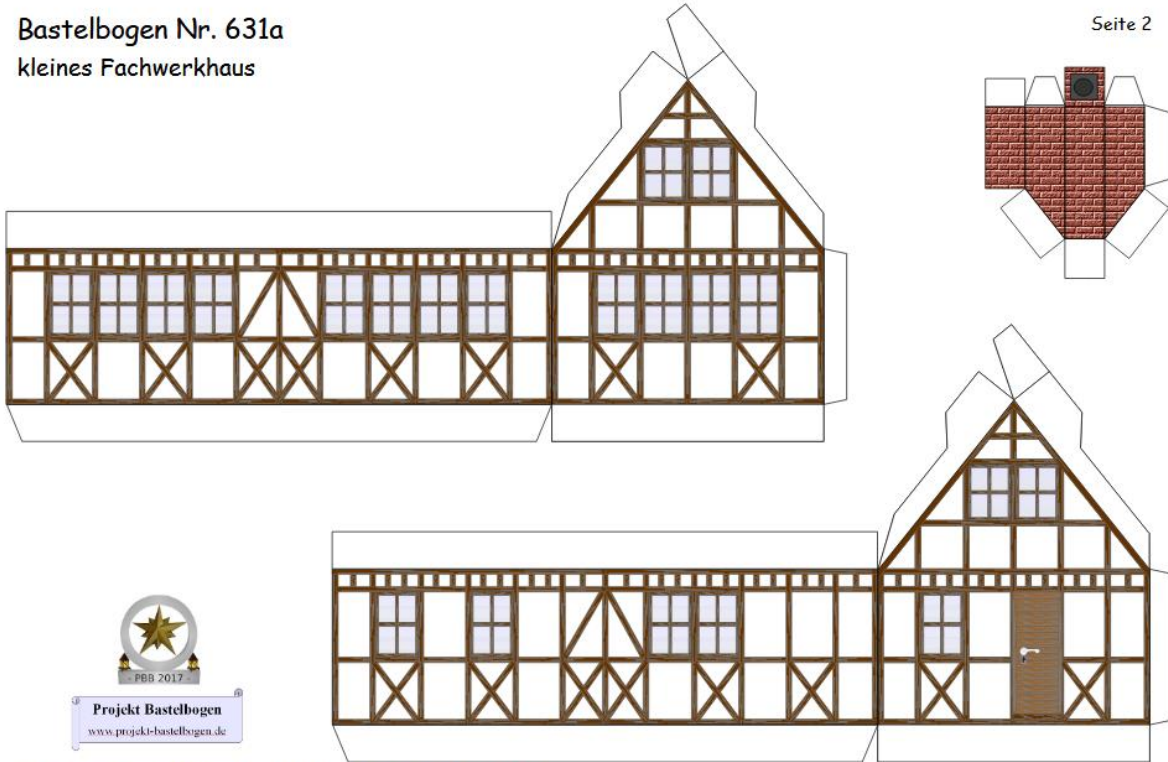 Bastelbogen Nr. 631a
kleines Fachwerkhaus
Seite 2
- PBB 2017 -
Projekt Bastelbogen
www.projekt-bastelbogen.de